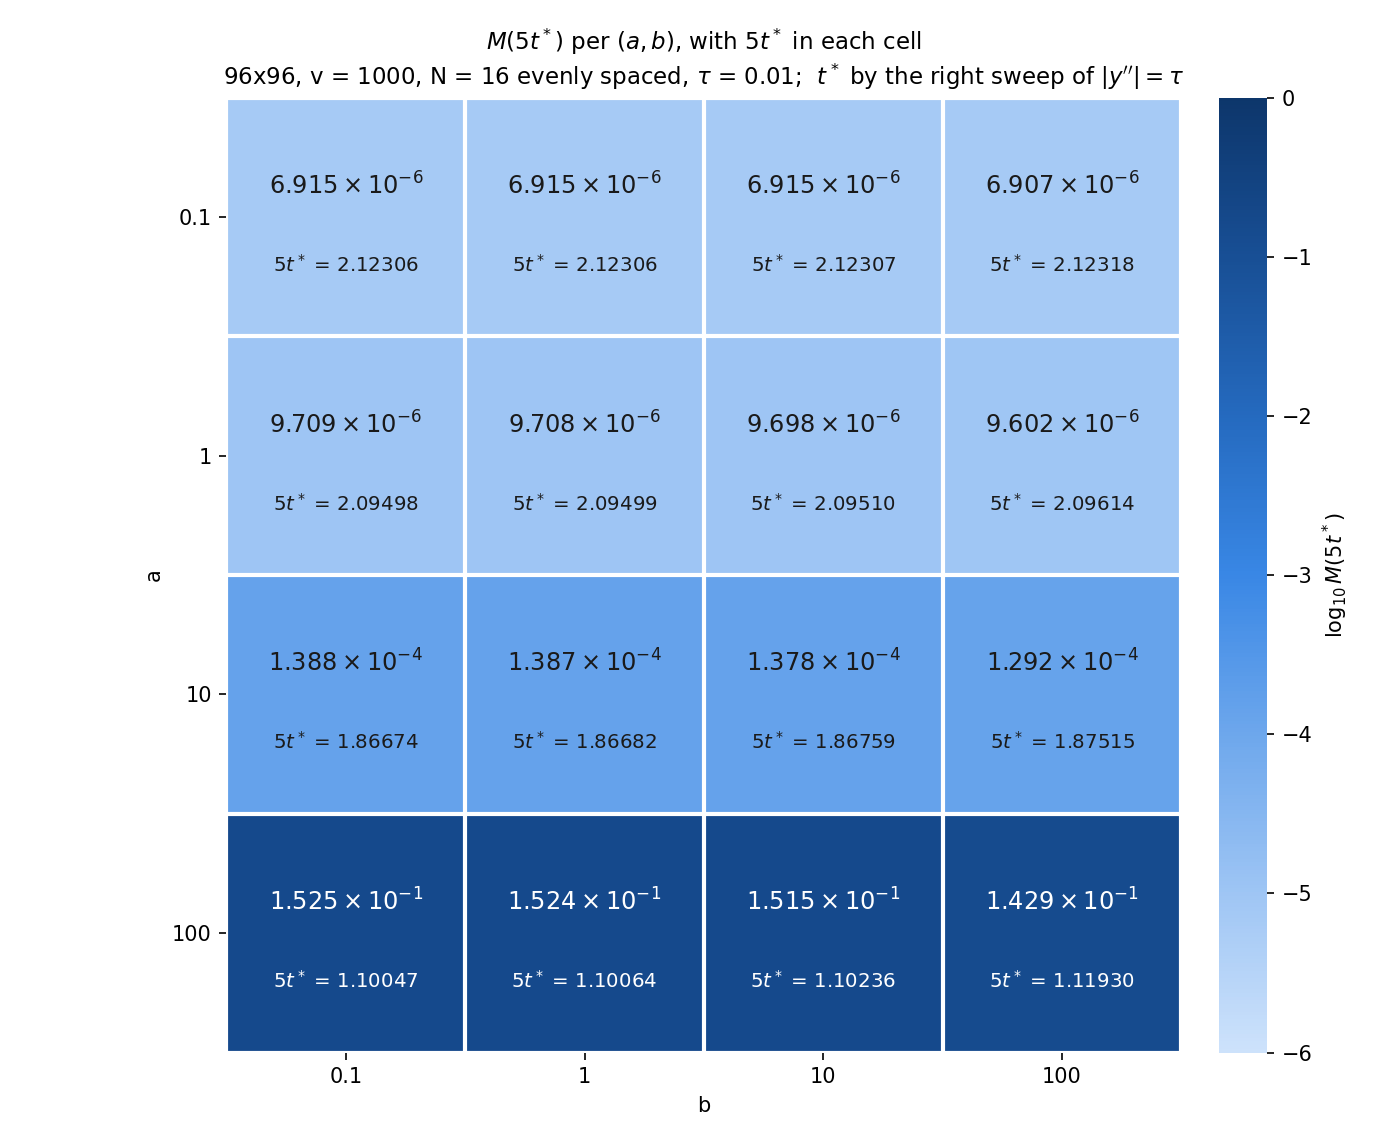 M(5t*) per (a, b), with 5t* in each cell
96x96, v = 1000, N = 16 evenly spaced, τ = 0.01; t* by the right sweep of |y′′| = τ
6.915 × 10⁻⁶ 6.915 × 10⁻⁶ 6.915 × 10⁻⁶ 6.907 × 10⁻⁶
0.1
5t* = 2.12306 5t* = 2.12306 5t* = 2.12307 5t* = 2.12318
9.709 × 10⁻⁶ 9.708 × 10⁻⁶ 9.698 × 10⁻⁶ 9.602 × 10⁻⁶
1
5t* = 2.09498 5t* = 2.09499 5t* = 2.09510 5t* = 2.09614
a
1.388 × 10⁻⁴ 1.387 × 10⁻⁴ 1.378 × 10⁻⁴ 1.292 × 10⁻⁴
10
5t* = 1.86674 5t* = 1.86682 5t* = 1.86759 5t* = 1.87515
1.525 × 10⁻¹ 1.524 × 10⁻¹ 1.515 × 10⁻¹ 1.429 × 10⁻¹
100
5t* = 1.10047 5t* = 1.10064 5t* = 1.10236 5t* = 1.11930
0.1 1 10 100
b
0
−1
−2
−3
−4
−5
−6
log₁₀ M(5t*)